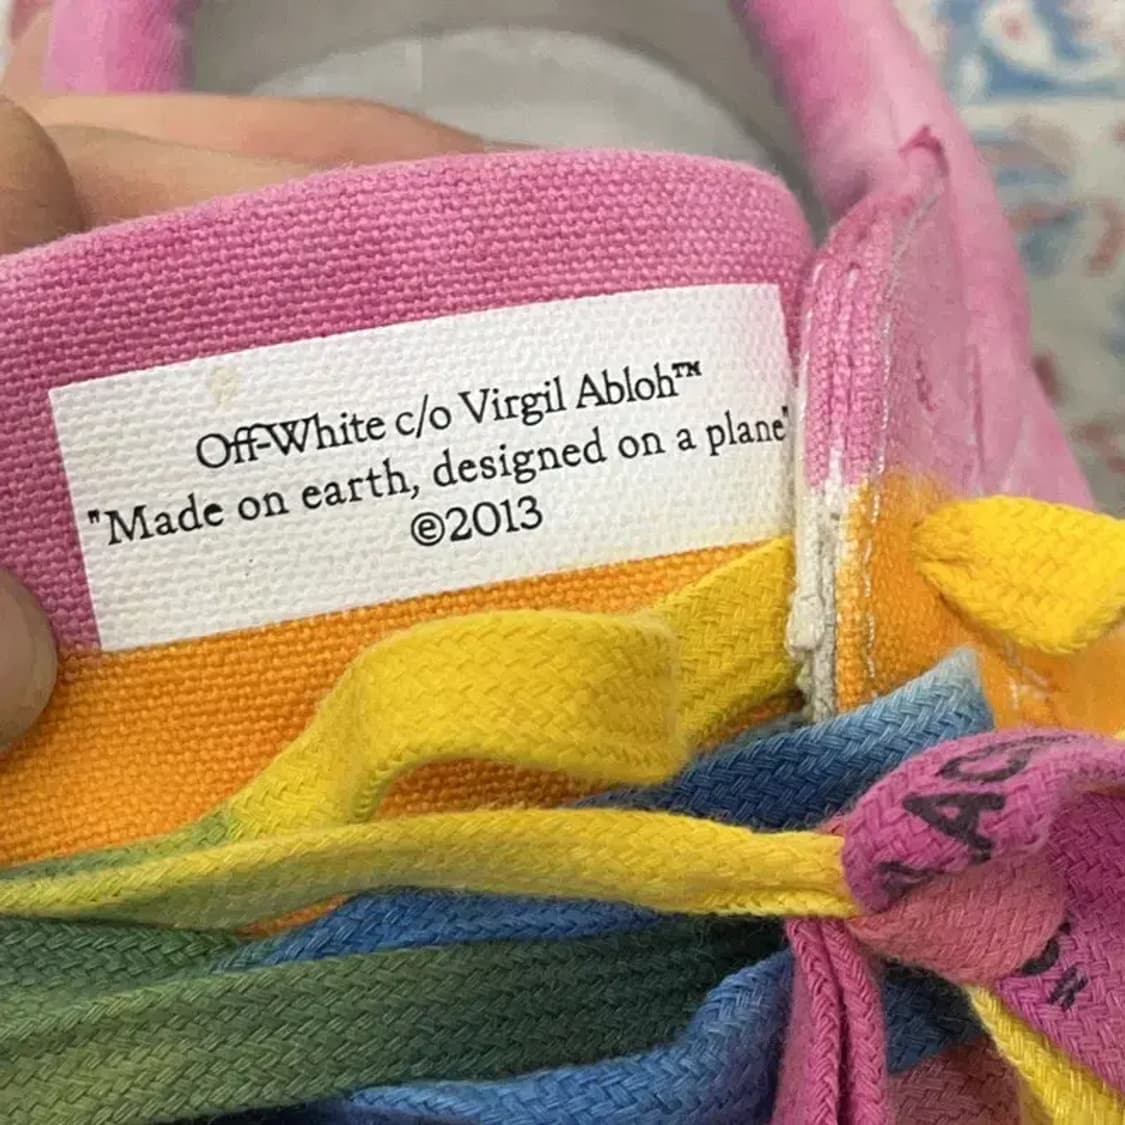 Off-White c/o Virgil Abloh™
"Made on earth, designed on a plane"
©2013